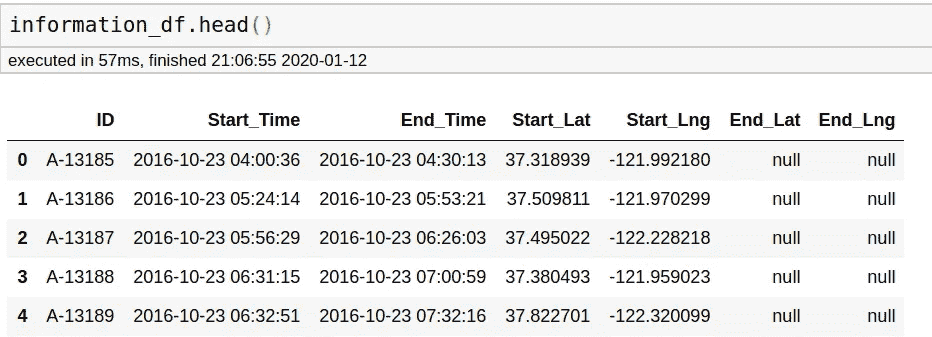 information_df.head()
executed in 57ms, finished 21:06:55 2020-01-12
ID Start_Time End_Time Start_Lat Start_Lng End_Lat End_Lng
0 A-13185 2016-10-23 04:00:36 2016-10-23 04:30:13 37.318939 -121.992180 null null
1 A-13186 2016-10-23 05:24:14 2016-10-23 05:53:21 37.509811 -121.970299 null null
2 A-13187 2016-10-23 05:56:29 2016-10-23 06:26:03 37.495022 -122.228218 null null
3 A-13188 2016-10-23 06:31:15 2016-10-23 07:00:59 37.380493 -121.959023 null null
4 A-13189 2016-10-23 06:32:51 2016-10-23 07:32:16 37.822701 -122.320099 null null